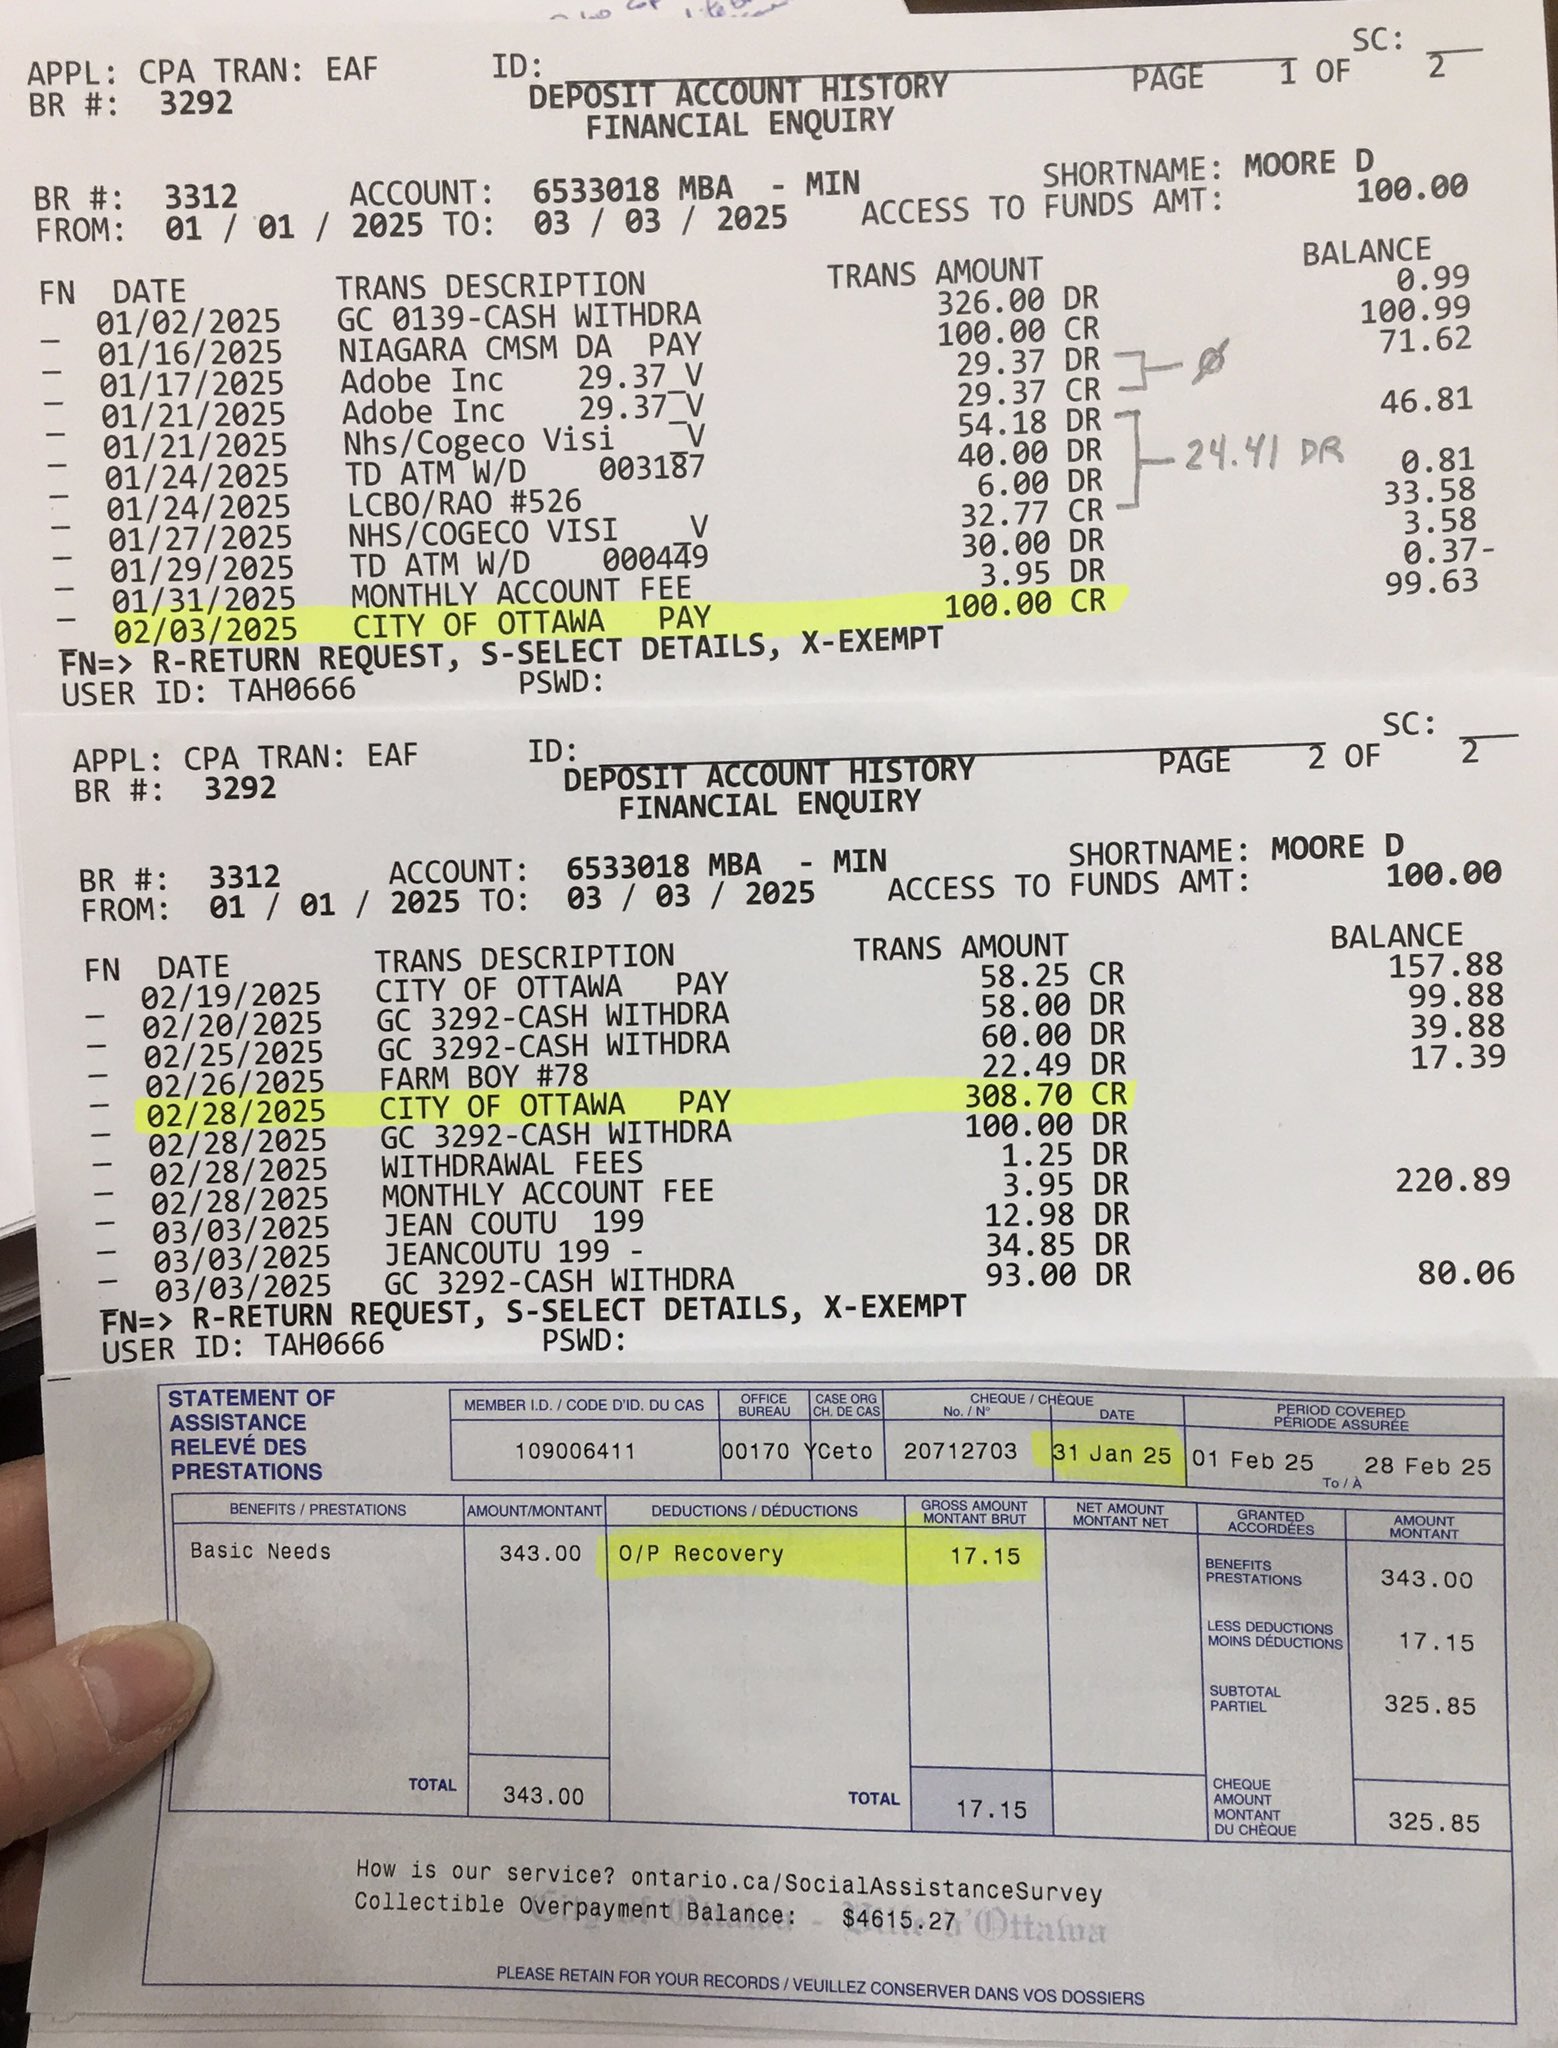 APPL: CPA TRAN: EAF ID: SC:
BR #: 3292 DEPOSIT ACCOUNT HISTORY PAGE 1 OF 2
FINANCIAL ENQUIRY
BR #: 3312 ACCOUNT: 6533018 MBA - MIN SHORTNAME: MOORE D
FROM: 01 / 01 / 2025 TO: 03 / 03 / 2025 ACCESS TO FUNDS AMT: 100.00
FN DATE TRANS DESCRIPTION TRANS AMOUNT BALANCE
01/02/2025 GC 0139-CASH WITHDRA 326.00 DR 0.99
01/16/2025 NIAGARA CMSM DA PAY 100.00 CR 100.99
01/17/2025 Adobe Inc 29.37_V 29.37 DR 71.62
01/21/2025 Adobe Inc 29.37_V 29.37 CR
01/21/2025 Nhs/Cogeco Visi _V 54.18 DR 46.81
01/24/2025 TD ATM W/D 003187 40.00 DR
01/24/2025 LCBO/RAO #526 6.00 DR 0.81
01/27/2025 NHS/COGECO VISI _V 32.77 CR 33.58
01/29/2025 TD ATM W/D 000449 30.00 DR 3.58
01/31/2025 MONTHLY ACCOUNT FEE 3.95 DR 0.37-
02/03/2025 CITY OF OTTAWA PAY 100.00 CR 99.63
Ø
24.41 DR
FN=> R-RETURN REQUEST, S-SELECT DETAILS, X-EXEMPT
USER ID: TAH0666 PSWD:
APPL: CPA TRAN: EAF ID: SC:
BR #: 3292 DEPOSIT ACCOUNT HISTORY PAGE 2 OF 2
FINANCIAL ENQUIRY
BR #: 3312 ACCOUNT: 6533018 MBA - MIN SHORTNAME: MOORE D
FROM: 01 / 01 / 2025 TO: 03 / 03 / 2025 ACCESS TO FUNDS AMT: 100.00
FN DATE TRANS DESCRIPTION TRANS AMOUNT BALANCE
02/19/2025 CITY OF OTTAWA PAY 58.25 CR 157.88
02/20/2025 GC 3292-CASH WITHDRA 58.00 DR 99.88
02/25/2025 GC 3292-CASH WITHDRA 60.00 DR 39.88
02/26/2025 FARM BOY #78 22.49 DR 17.39
02/28/2025 CITY OF OTTAWA PAY 308.70 CR
02/28/2025 GC 3292-CASH WITHDRA 100.00 DR
02/28/2025 WITHDRAWAL FEES 1.25 DR
02/28/2025 MONTHLY ACCOUNT FEE 3.95 DR 220.89
03/03/2025 JEAN COUTU 199 12.98 DR
03/03/2025 JEANCOUTU 199 - 34.85 DR
03/03/2025 GC 3292-CASH WITHDRA 93.00 DR 80.06
FN=> R-RETURN REQUEST, S-SELECT DETAILS, X-EXEMPT
USER ID: TAH0666 PSWD:
STATEMENT OF
ASSISTANCE
RELEVÉ DES
PRESTATIONS
MEMBER I.D. / CODE D'ID. DU CAS
109006411
OFFICE
BUREAU
00170
CASE ORG
CH. DE CAS
YCeto
CHEQUE / CHÈQUE
No. / N° DATE
20712703 31 Jan 25
PERIOD COVERED
PÉRIODE ASSURÉE
01 Feb 25 28 Feb 25
To / À
BENEFITS / PRESTATIONS AMOUNT/MONTANT
Basic Needs 343.00
TOTAL 343.00
DEDUCTIONS / DÉDUCTIONS
GROSS AMOUNT
MONTANT BRUT
NET AMOUNT
MONTANT NET
O/P Recovery 17.15
TOTAL 17.15
GRANTED
ACCORDÉES
AMOUNT
MONTANT
BENEFITS
PRESTATIONS 343.00
LESS DEDUCTIONS
MOINS DÉDUCTIONS 17.15
SUBTOTAL
PARTIEL 325.85
CHEQUE
AMOUNT
MONTANT
DU CHÈQUE 325.85
How is our service? ontario.ca/SocialAssistanceSurvey
Collectible Overpayment Balance: $4615.27
City of Ottawa - Ville d'Ottawa
PLEASE RETAIN FOR YOUR RECORDS / VEUILLEZ CONSERVER DANS VOS DOSSIERS